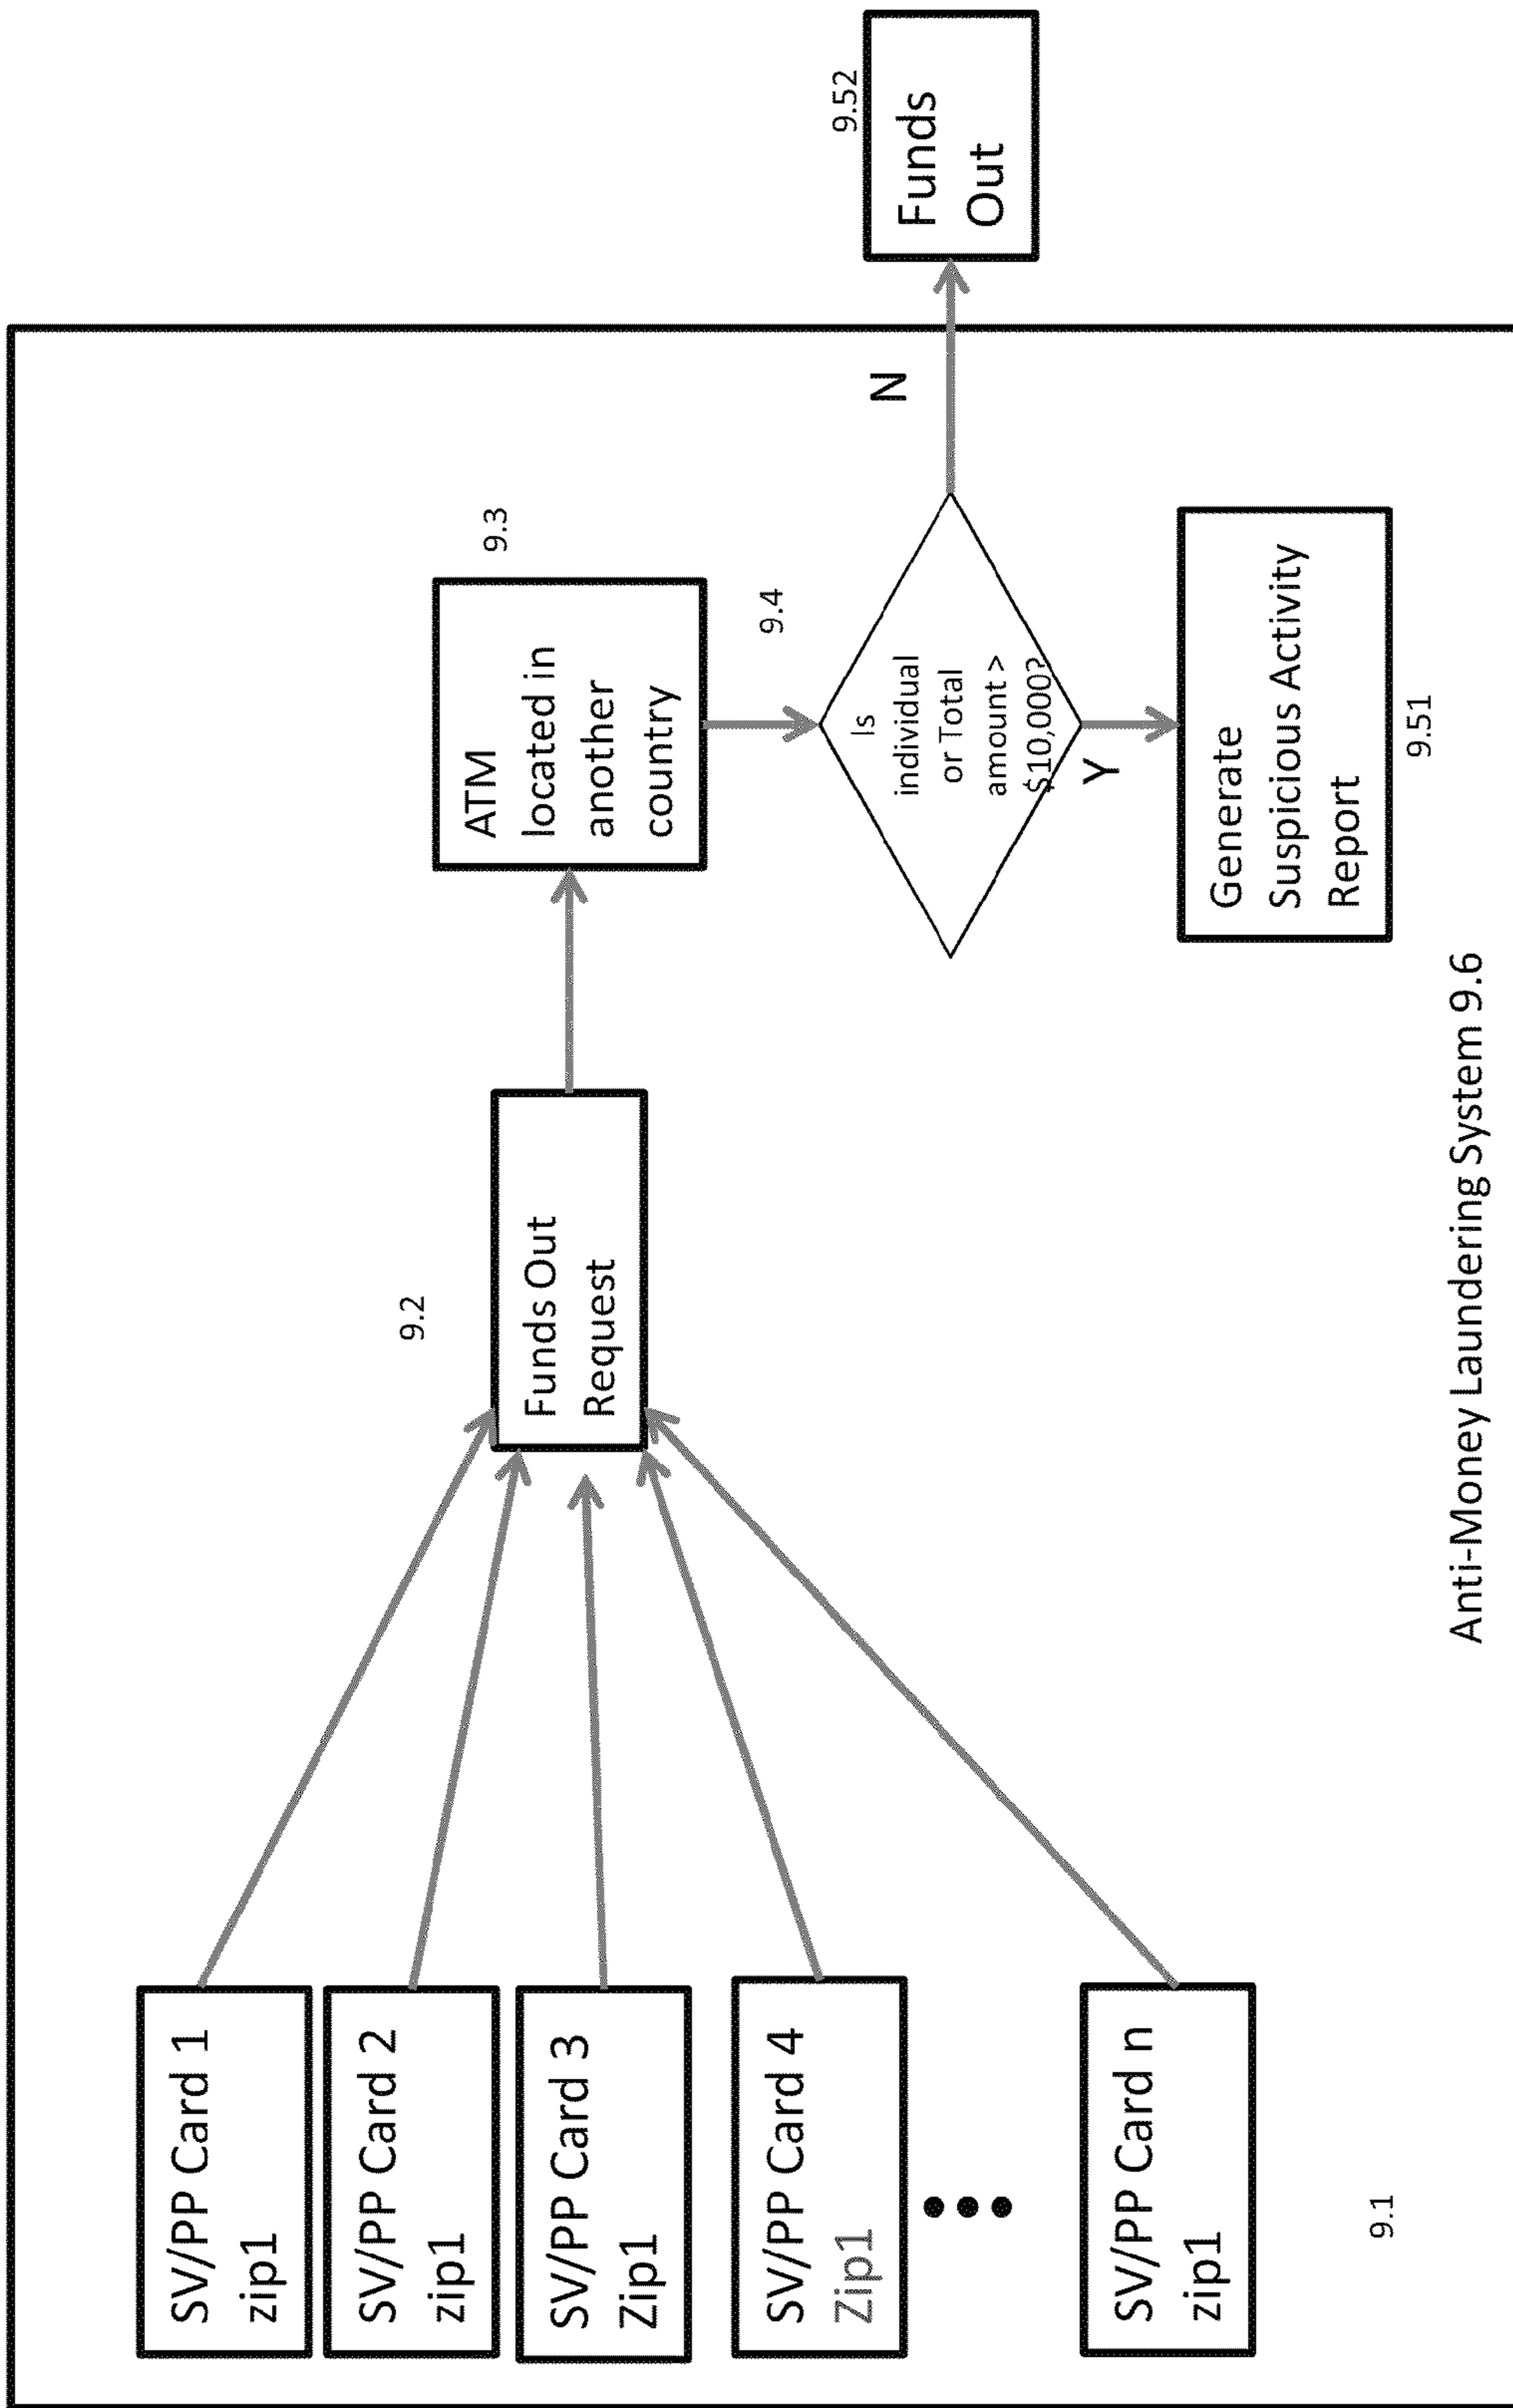 SV/PP Card 1
zip1
SV/PP Card 2
zip1
SV/PP Card 3
Zip1
SV/PP Card 4
Zip1
SV/PP Card n
zip1
9.1
9.2
Funds Out
Request
9.3
ATM
located in
another
country
9.4
Is
individual
or Total
amount >
$10,000?
Y
N
Generate
Suspicious Activity
Report
9.51
9.52
Funds
Out
Anti-Money Laundering System 9.6